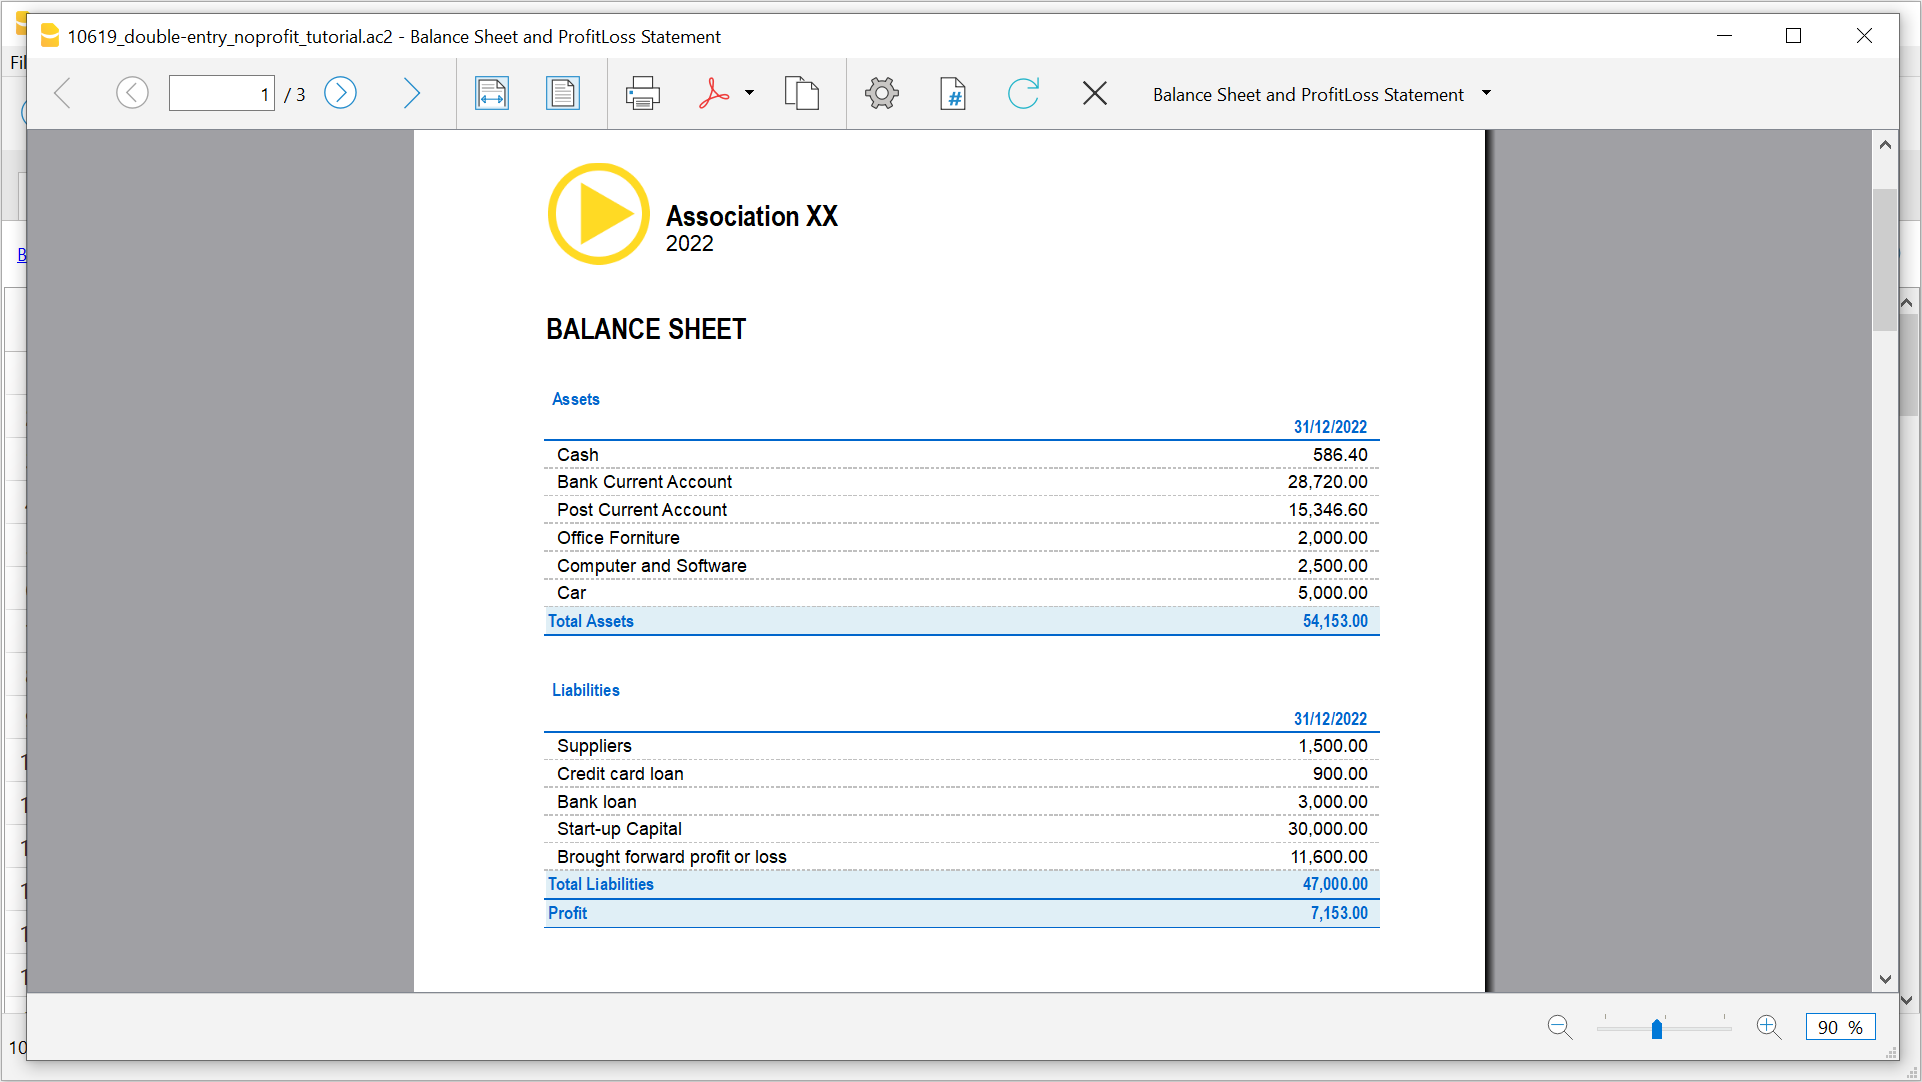 10619_double-entry_noprofit_tutorial.ac2 - Balance Sheet and ProfitLoss Statement
Fil
1 / 3
# Balance Sheet and ProfitLoss Statement
B
Association XX
2022
BALANCE SHEET
Assets
31/12/2022
Cash 586.40
Bank Current Account 28,720.00
Post Current Account 15,346.60
Office Forniture 2,000.00
Computer and Software 2,500.00
Car 5,000.00
Total Assets 54,153.00
Liabilities
31/12/2022
Suppliers 1,500.00
Credit card loan 900.00
Bank loan 3,000.00
Start-up Capital 30,000.00
Brought forward profit or loss 11,600.00
Total Liabilities 47,000.00
Profit 7,153.00
90 %
10